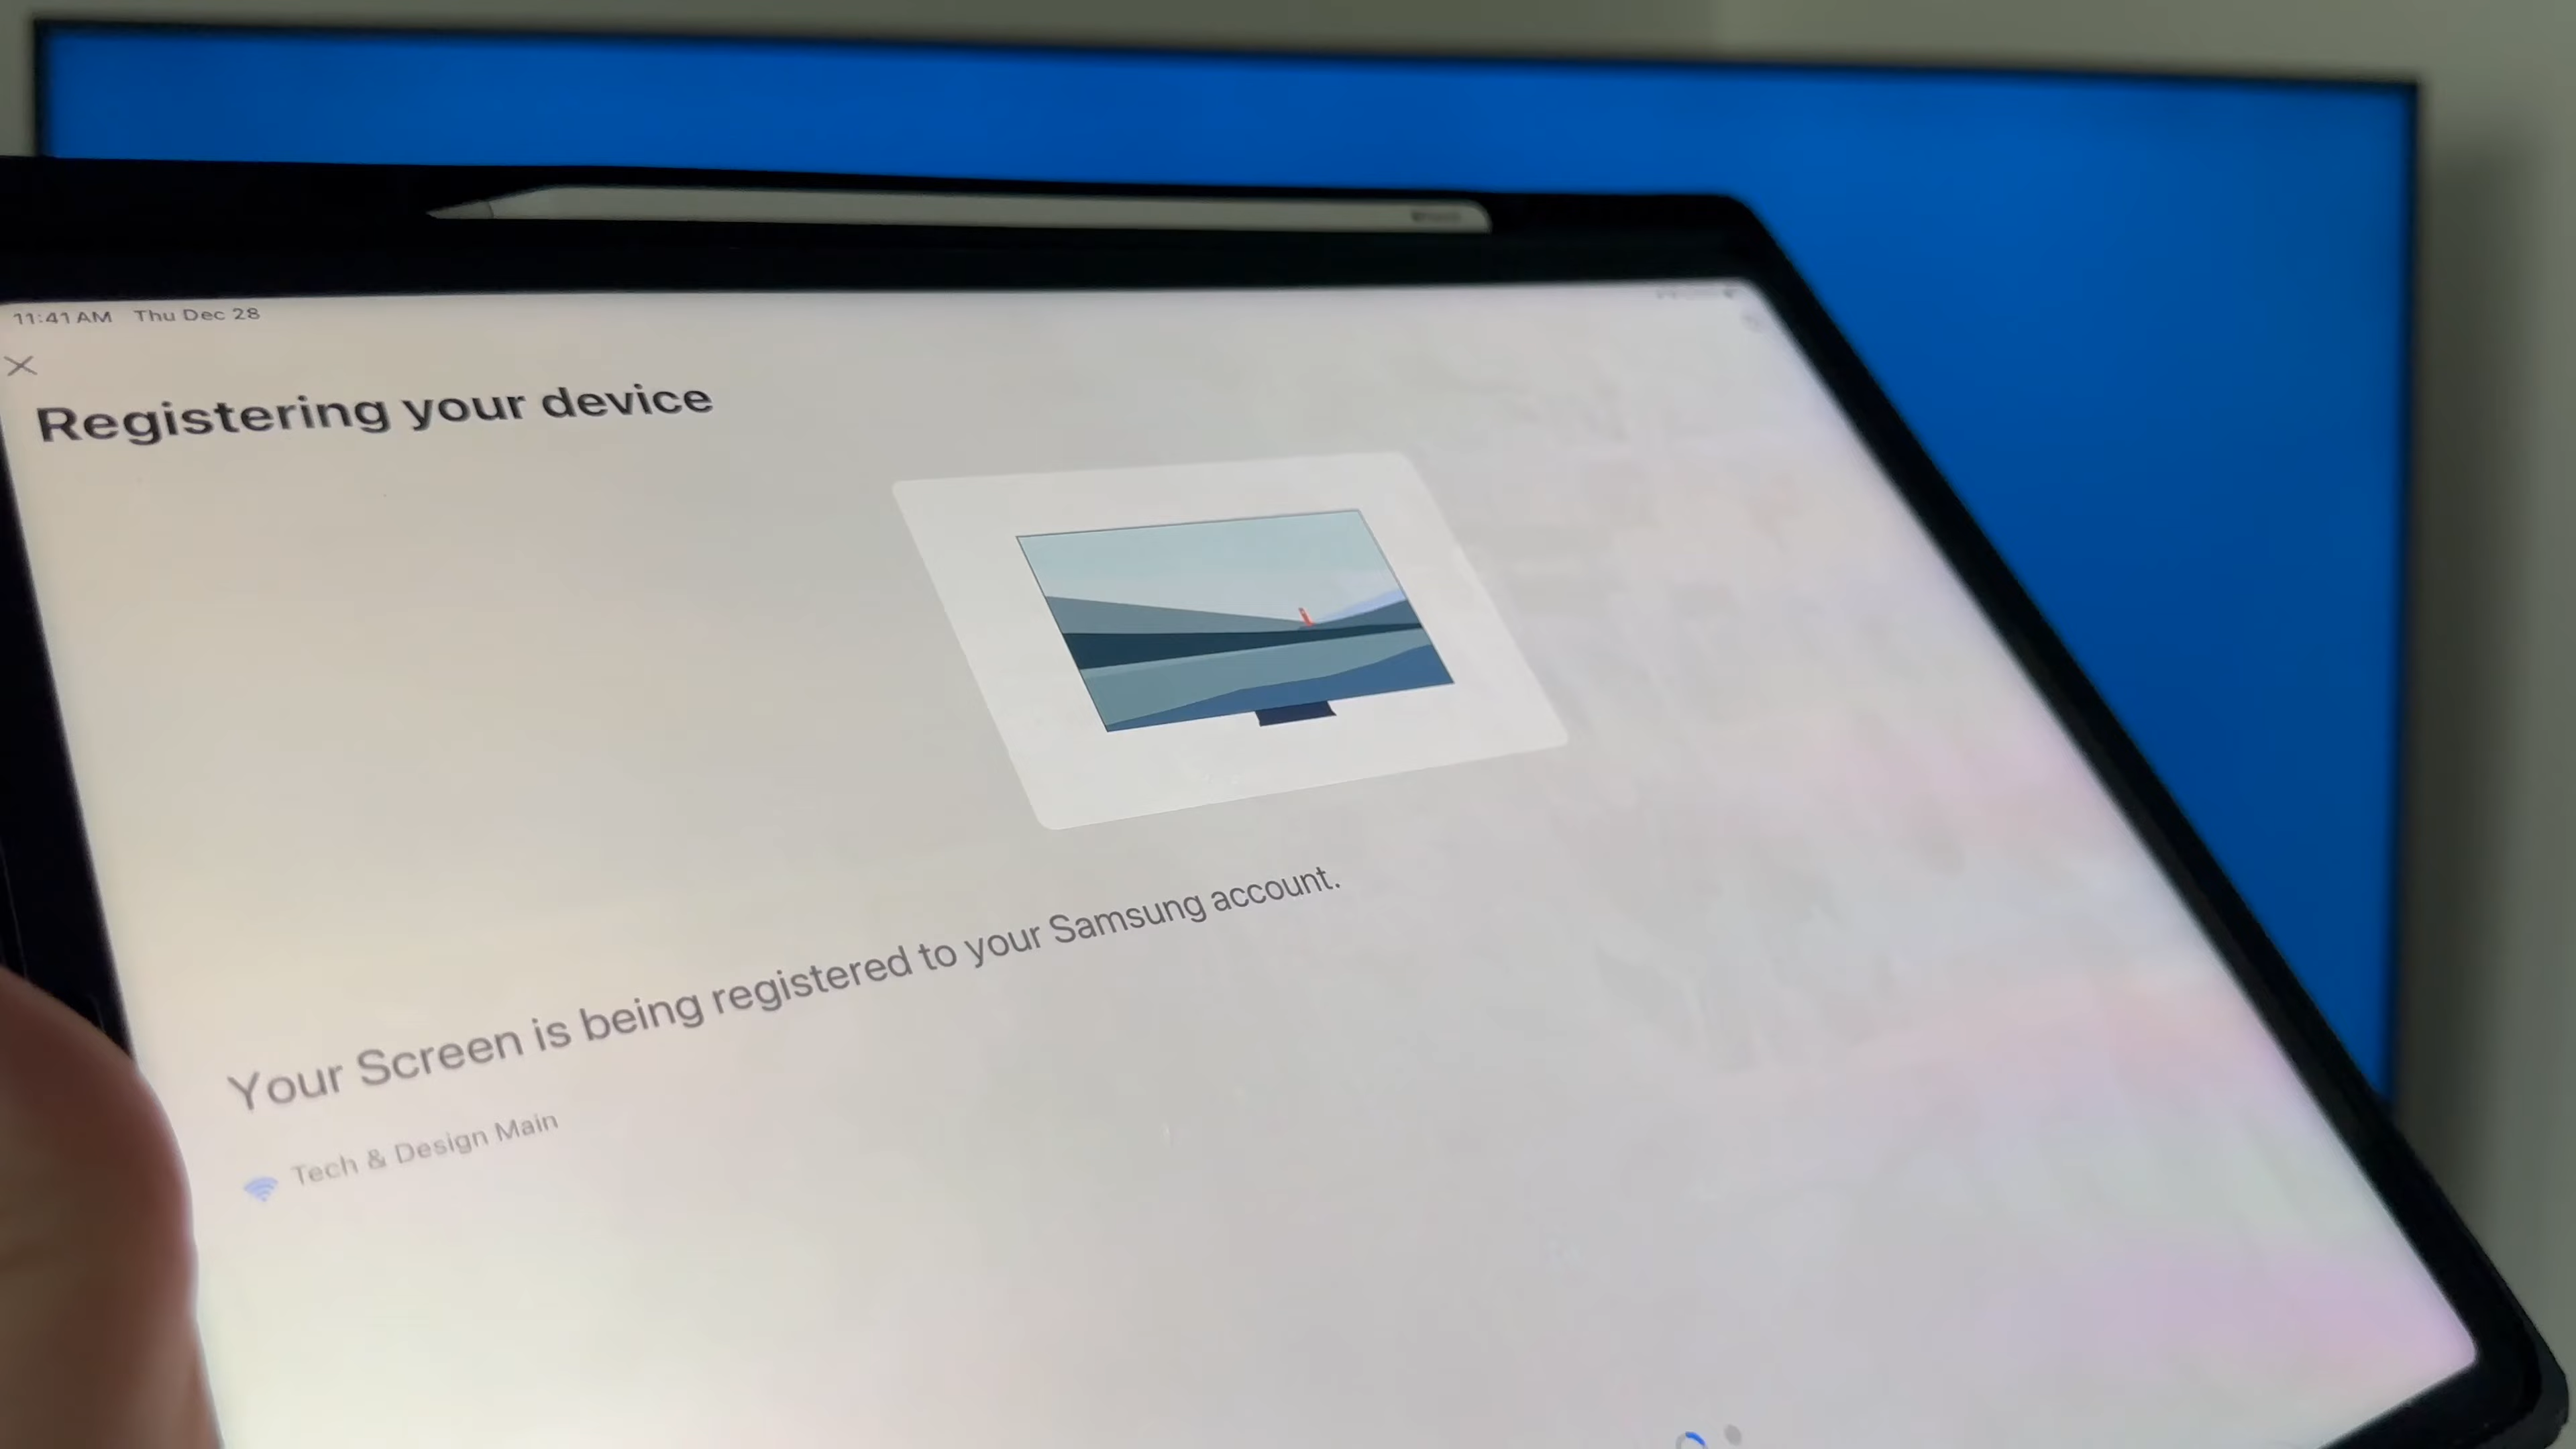 11:41 AM Thu Dec 28
Registering your device
Your Screen is being registered to your Samsung account.
Tech & Design Main